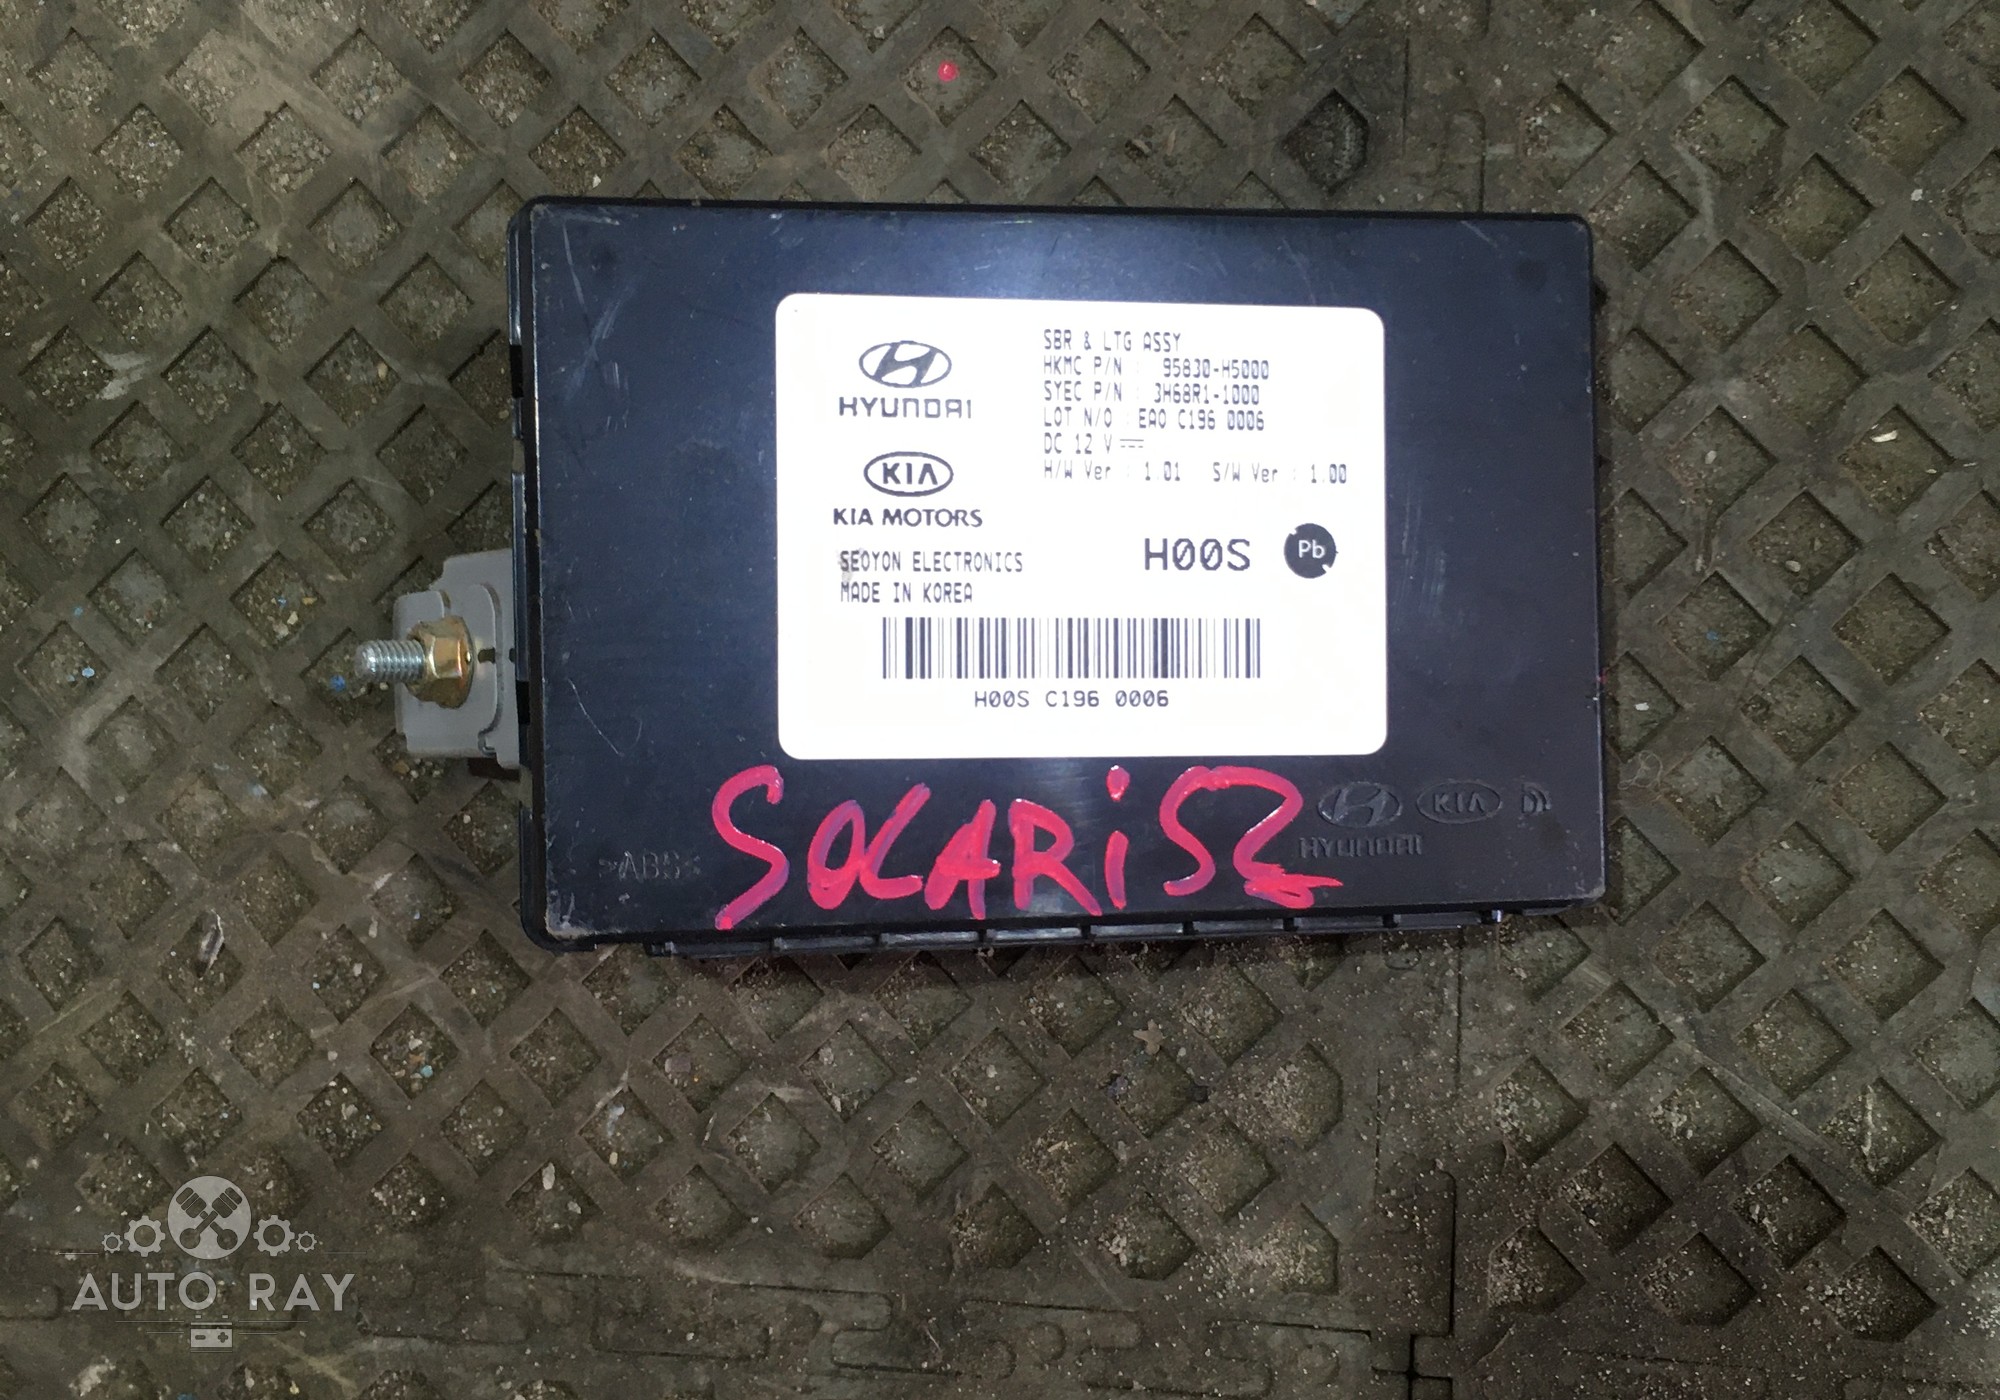 HYUNDAI
KIA
KIA MOTORS
SEOYON ELECTRONICS
MADE IN KOREA
SBR & LTG ASSY
HKMC P/N : 95830-H5000
SYEC P/N : 3H68R1-1000
LOT N/O : EA0 C196 0006
DC 12 V
H/W Ver : 1.01 S/W Ver : 1.00
H00S Pb
H00S C196 0006
SOLARIS2
KIA
HYUNDAI
>ABS<
AUTO RAY